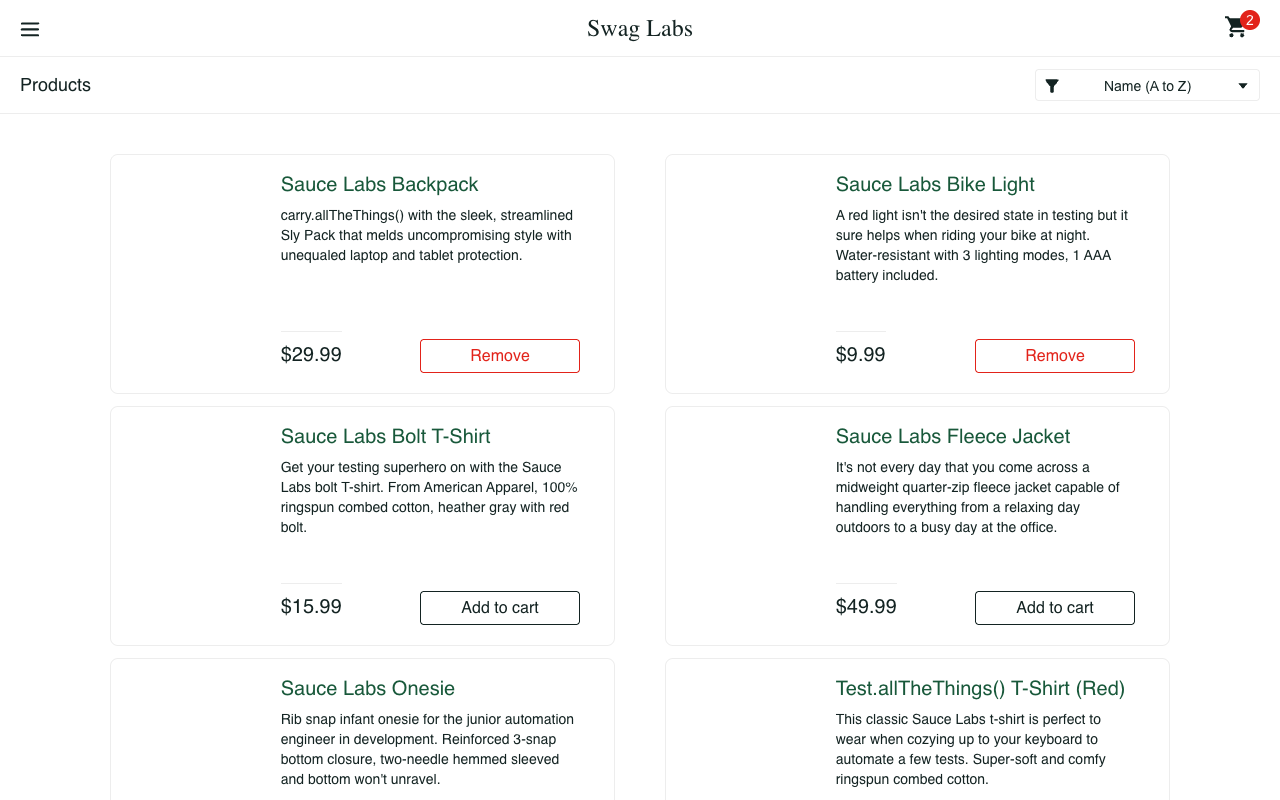 Swag Labs
2
Products
Name (A to Z)
Sauce Labs Backpack
carry.allTheThings() with the sleek, streamlined
Sly Pack that melds uncompromising style with
unequaled laptop and tablet protection.
$29.99
Remove
Sauce Labs Bike Light
A red light isn't the desired state in testing but it
sure helps when riding your bike at night.
Water-resistant with 3 lighting modes, 1 AAA
battery included.
$9.99
Remove
Sauce Labs Bolt T-Shirt
Get your testing superhero on with the Sauce
Labs bolt T-shirt. From American Apparel, 100%
ringspun combed cotton, heather gray with red
bolt.
$15.99
Add to cart
Sauce Labs Fleece Jacket
It's not every day that you come across a
midweight quarter-zip fleece jacket capable of
handling everything from a relaxing day
outdoors to a busy day at the office.
$49.99
Add to cart
Sauce Labs Onesie
Rib snap infant onesie for the junior automation
engineer in development. Reinforced 3-snap
bottom closure, two-needle hemmed sleeved
and bottom won't unravel.
Test.allTheThings() T-Shirt (Red)
This classic Sauce Labs t-shirt is perfect to
wear when cozying up to your keyboard to
automate a few tests. Super-soft and comfy
ringspun combed cotton.